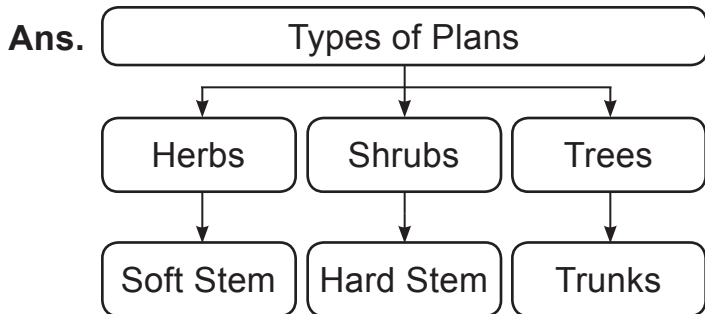 Ans. Types of Plans
Herbs Shrubs Trees
Soft Stem Hard Stem Trunks